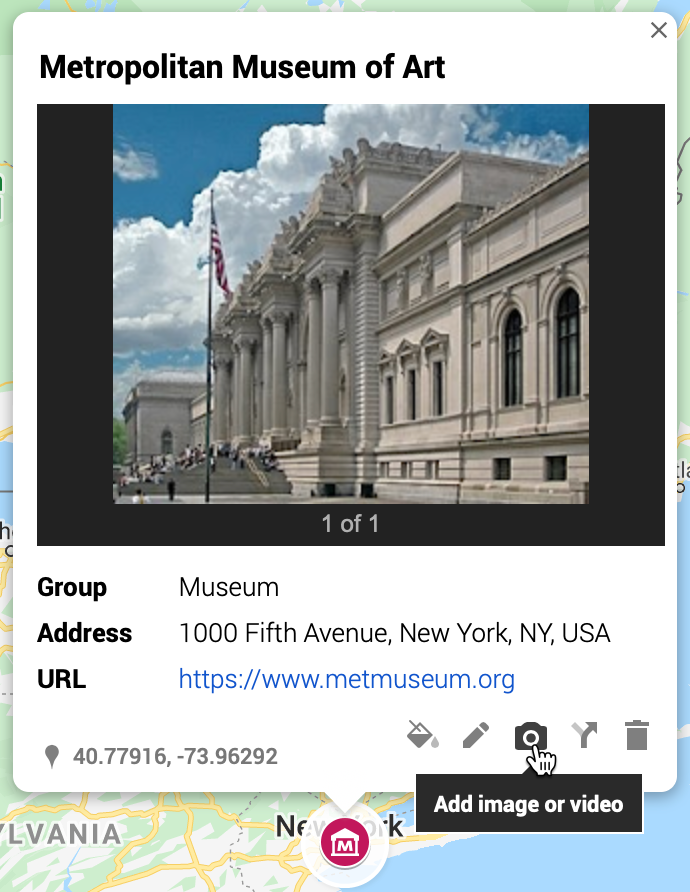 Metropolitan Museum of Art
1 of 1
Group Museum
Address 1000 Fifth Avenue, New York, NY, USA
URL https://www.metmuseum.org
40.77916, -73.96292
Add image or video
YLVANIA
New York
M